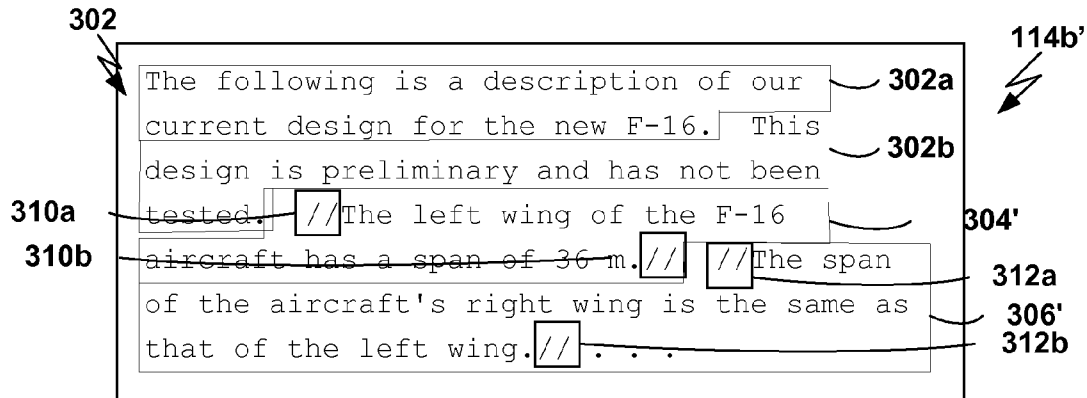 302
114b'
The following is a description of our 302a
current design for the new F-16. This
302b
design is preliminary and has not been
310a tested. //The left wing of the F-16 304'
310b aircraft has a span of 36 m.// //The span
312a
of the aircraft's right wing is the same as
306'
that of the left wing.// . . . 312b